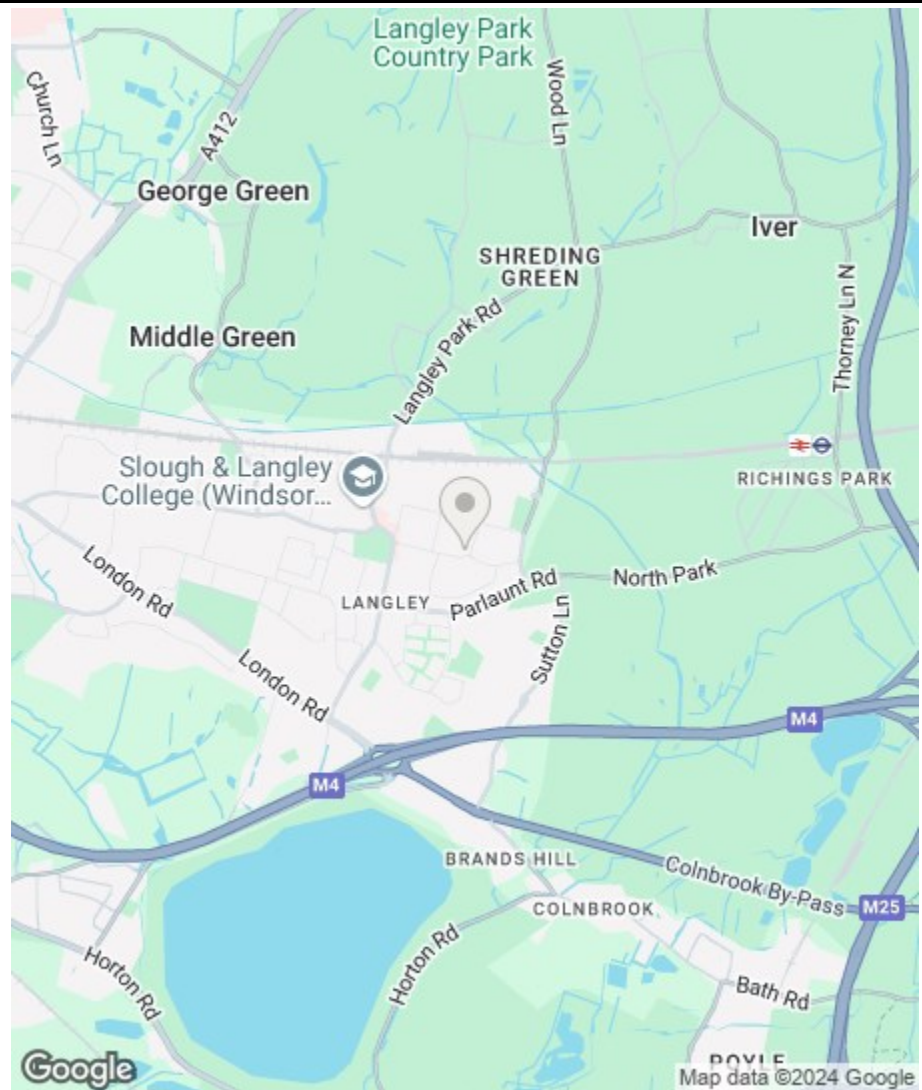 Langley Park
Country Park
Church Ln
A412
Wood Ln
George Green
Iver
SHREDING
GREEN
Thorney Ln N
Middle Green
Langley Park Rd
Slough & Langley
College (Windsor...
RICHINGS PARK
London Rd
North Park
LANGLEY
Parlaunt Rd
Sutton Ln
London Rd
M4
M4
BRANDS HILL
Colnbrook By-Pass
COLNBROOK
M25
Horton Rd
Horton Rd
Bath Rd
POYLE
Google
Map data ©2024 Google